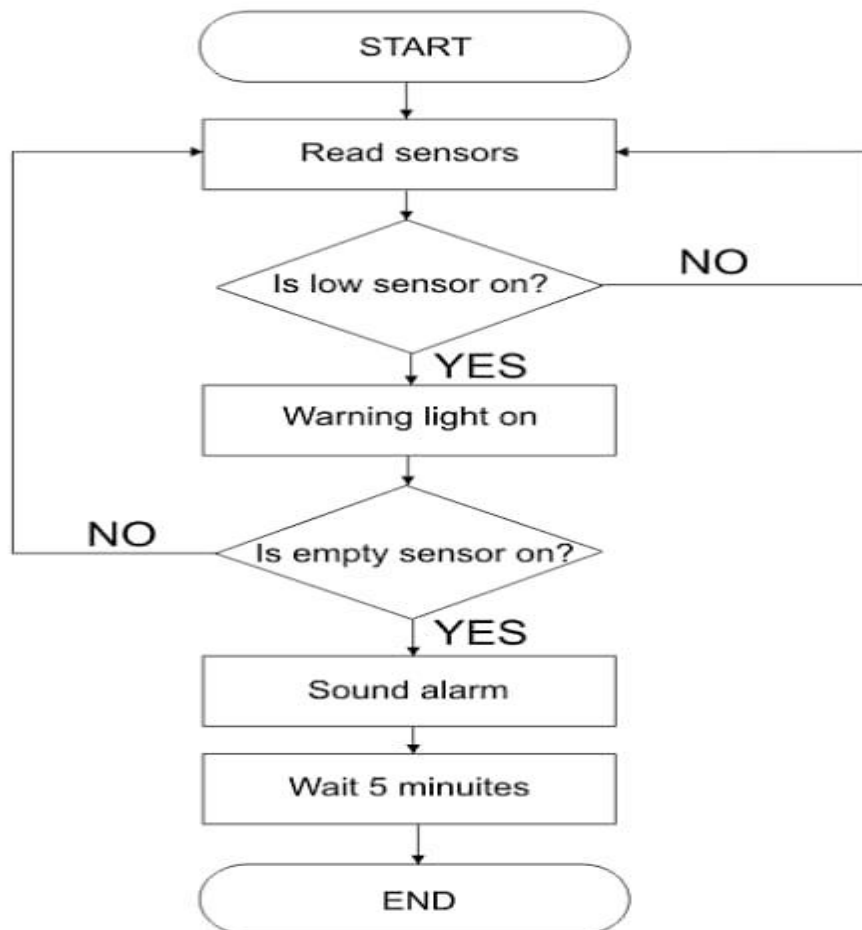 START
Read sensors
Is low sensor on?
NO
YES
Warning light on
NO
Is empty sensor on?
YES
Sound alarm
Wait 5 minuites
END